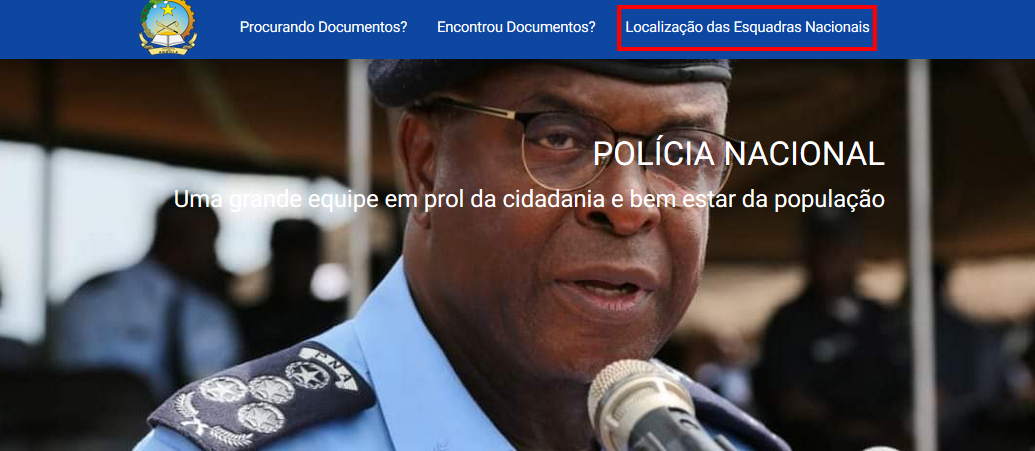 Procurando Documentos?
Encontrou Documentos?
Localização das Esquadras Nacionais
POLÍCIA NACIONAL
Uma grande equipe em prol da cidadania e bem estar da população
PNA